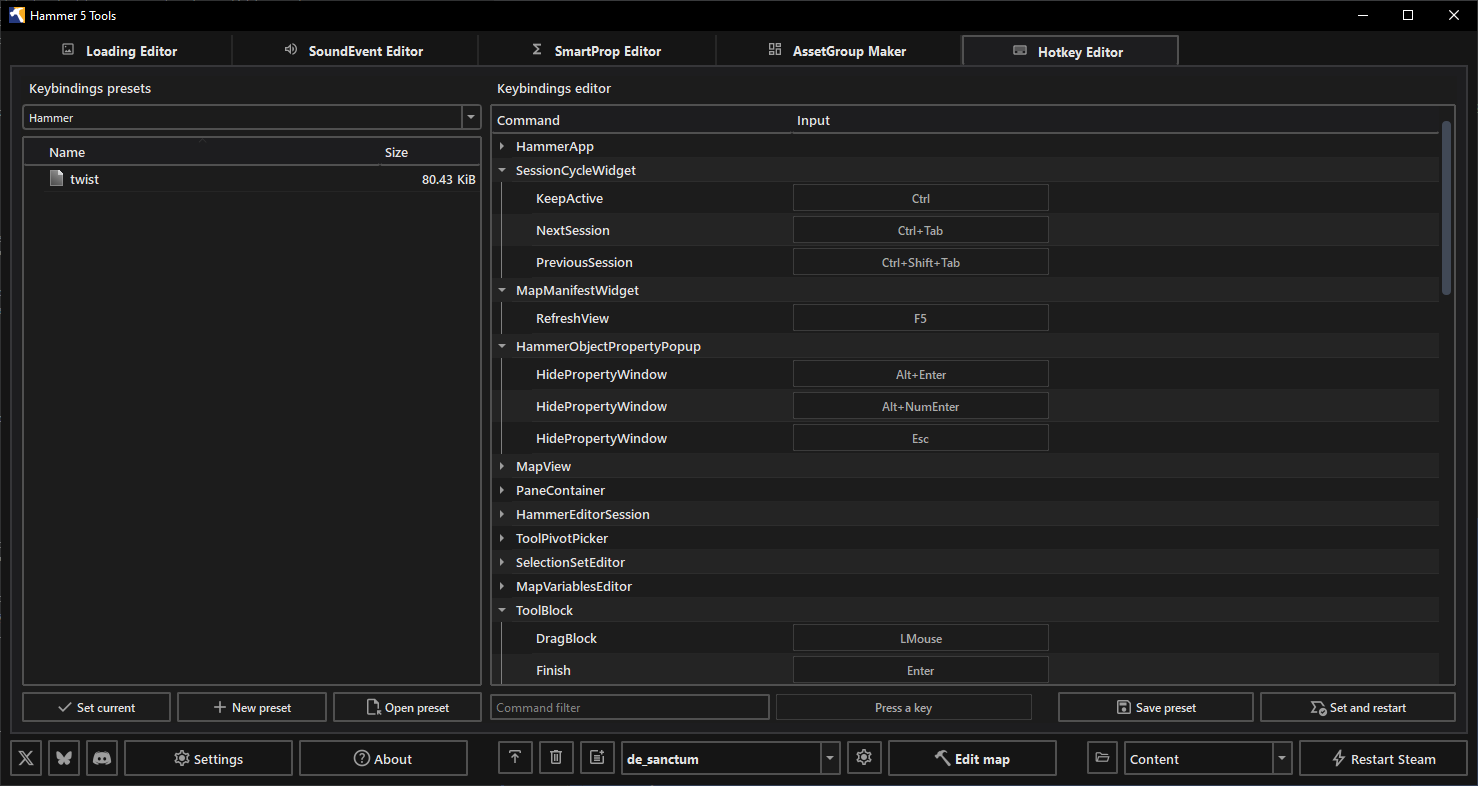 Hammer 5 Tools
Loading Editor
SoundEvent Editor
SmartProp Editor
AssetGroup Maker
Hotkey Editor
Keybindings presets
Hammer
Name Size
twist 80.43 KiB
Set current
New preset
Open preset
Keybindings editor
Command Input
HammerApp
SessionCycleWidget
KeepActive Ctrl
NextSession Ctrl+Tab
PreviousSession Ctrl+Shift+Tab
MapManifestWidget
RefreshView F5
HammerObjectPropertyPopup
HidePropertyWindow Alt+Enter
HidePropertyWindow Alt+NumEnter
HidePropertyWindow Esc
MapView
PaneContainer
HammerEditorSession
ToolPivotPicker
SelectionSetEditor
MapVariablesEditor
ToolBlock
DragBlock LMouse
Finish Enter
Command filter
Press a key
Save preset
Set and restart
Settings
About
de_sanctum
Edit map
Content
Restart Steam